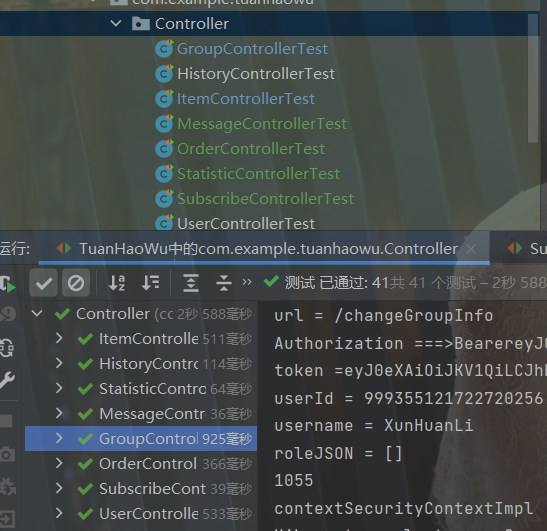 com.example.tuanhaowu
Controller
GroupControllerTest
HistoryControllerTest
ItemControllerTest
MessageControllerTest
OrderControllerTest
StatisticControllerTest
SubscribeControllerTest
UserControllerTest
运行: TuanHaoWu中的com.example.tuanhaowu.Controller × Su
测试 已通过: 41共 41 个测试 – 2秒 588
Controller (cc 2秒 588毫秒
ItemControlle 511毫秒
HistoryContrc 114毫秒
StatisticContro 64毫秒
MessageContr 36毫秒
GroupControl 925毫秒
OrderControl 366毫秒
SubscribeCont 39毫秒
UserControlle 533毫秒
url = /changeGroupInfo
Authorization ===>BearereyJ0
token =eyJ0eXAiOiJKV1QiLCJh
userId = 999355121722720256
username = XunHuanLi
roleJSON = []
1055
contextSecurityContextImpl